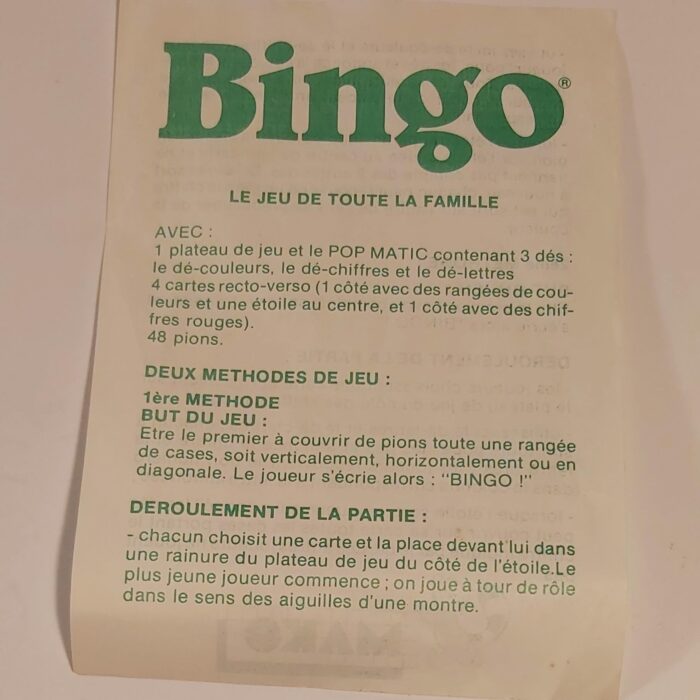 Bingo®
LE JEU DE TOUTE LA FAMILLE
AVEC :
1 plateau de jeu et le POP MATIC contenant 3 dés :
le dé-couleurs, le dé-chiffres et le dé-lettres
4 cartes recto-verso (1 côté avec des rangées de cou-
leurs et une étoile au centre, et 1 côté avec des chif-
fres rouges).
48 pions.
DEUX METHODES DE JEU :
1ère METHODE
BUT DU JEU :
Etre le premier à couvrir de pions toute une rangée
de cases, soit verticalement, horizontalement ou en
diagonale. Le joueur s'écrie alors : "BINGO !"
DEROULEMENT DE LA PARTIE :
- chacun choisit une carte et la place devant lui dans
une rainure du plateau de jeu du côté de l'étoile.Le
plus jeune joueur commence ; on joue à tour de rôle
dans le sens des aiguilles d'une montre.